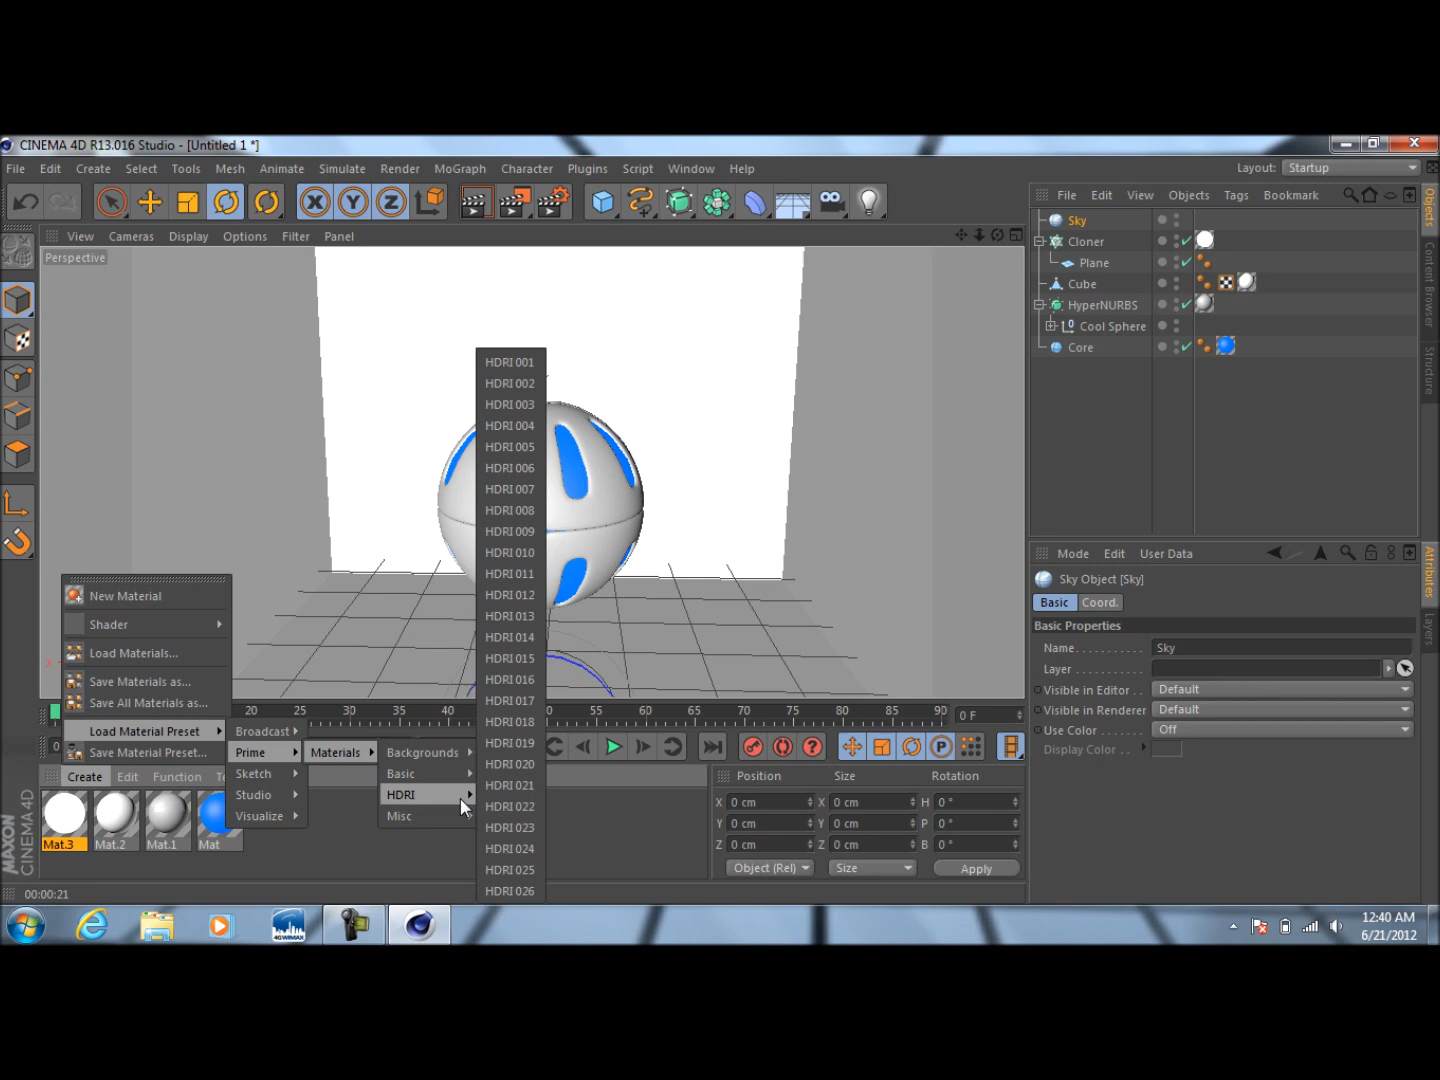 CINEMA 4D R13.016 Studio - [Untitled 1 *]
File Edit Create Select Tools Mesh Animate Simulate Render MoGraph Character Plugins Script Window Help
Layout: Startup
View Cameras Display Options Filter Panel
Perspective
File Edit View Objects Tags Bookmark
Sky
Cloner
Plane
Cube
HyperNURBS
Cool Sphere
Core
Objects
Content Browser
Structure
HDRI 001
HDRI 002
HDRI 003
HDRI 004
HDRI 005
HDRI 006
HDRI 007
HDRI 008
HDRI 009
HDRI 010
HDRI 011
HDRI 012
HDRI 013
HDRI 014
HDRI 015
HDRI 016
HDRI 017
HDRI 018
HDRI 019
HDRI 020
HDRI 021
HDRI 022
HDRI 023
HDRI 024
HDRI 025
HDRI 026
New Material
Shader
Load Materials...
Save Materials as...
Save All Materials as...
Load Material Preset
Save Material Preset...
Broadcast
Prime
Sketch
Studio
Visualize
Materials
Backgrounds
Basic
HDRI
Misc
X
20 25 30 35 40 45 50 55 60 65 70 75 80 85 90
0 F
Create Edit Function
Mat.3 Mat.2 Mat.1 Mat
MAXON
CINEMA 4D
Position Size Rotation
X 0 cm X 0 cm H 0 °
Y 0 cm Y 0 cm P 0 °
Z 0 cm Z 0 cm B 0 °
Object (Rel) Size Apply
00:00:21
Mode Edit User Data
Sky Object [Sky]
Basic Coord.
Basic Properties
Name Sky
Layer
Visible in Editor Default
Visible in Renderer Default
Use Color Off
Display Color
Attributes
Layers
12:40 AM
6/21/2012